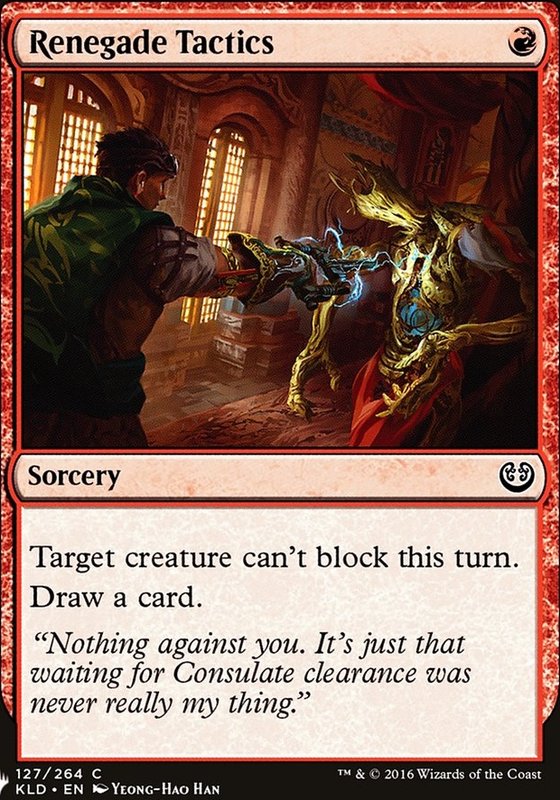 Renegade Tactics
Sorcery
Target creature can't block this turn.
Draw a card.
“Nothing against you. It's just that
waiting for Consulate clearance was
never really my thing.”
127/264 C
KLD • EN Yeong-Hao Han
™ & © 2016 Wizards of the Coast